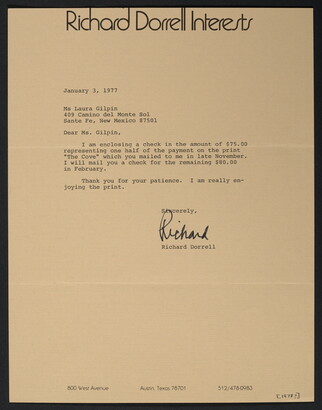 Richard Dorrell Interests
January 3, 1977
Ms Laura Gilpin
409 Camino del Monte Sol
Santa Fe, New Mexico 87501
Dear Ms. Gilpin,
I am enclosing a check in the amount of $75.00
representing one half of the payment on the print
"The Cove" which you mailed to me in late November.
I will mail you a check for the remaining $80.00
in February.
Thank you for your patience. I am really en-
joying the print.
Sincerely,
Richard
Richard Dorrell
800 West Avenue Austin, Texas 78701 512/478-0983